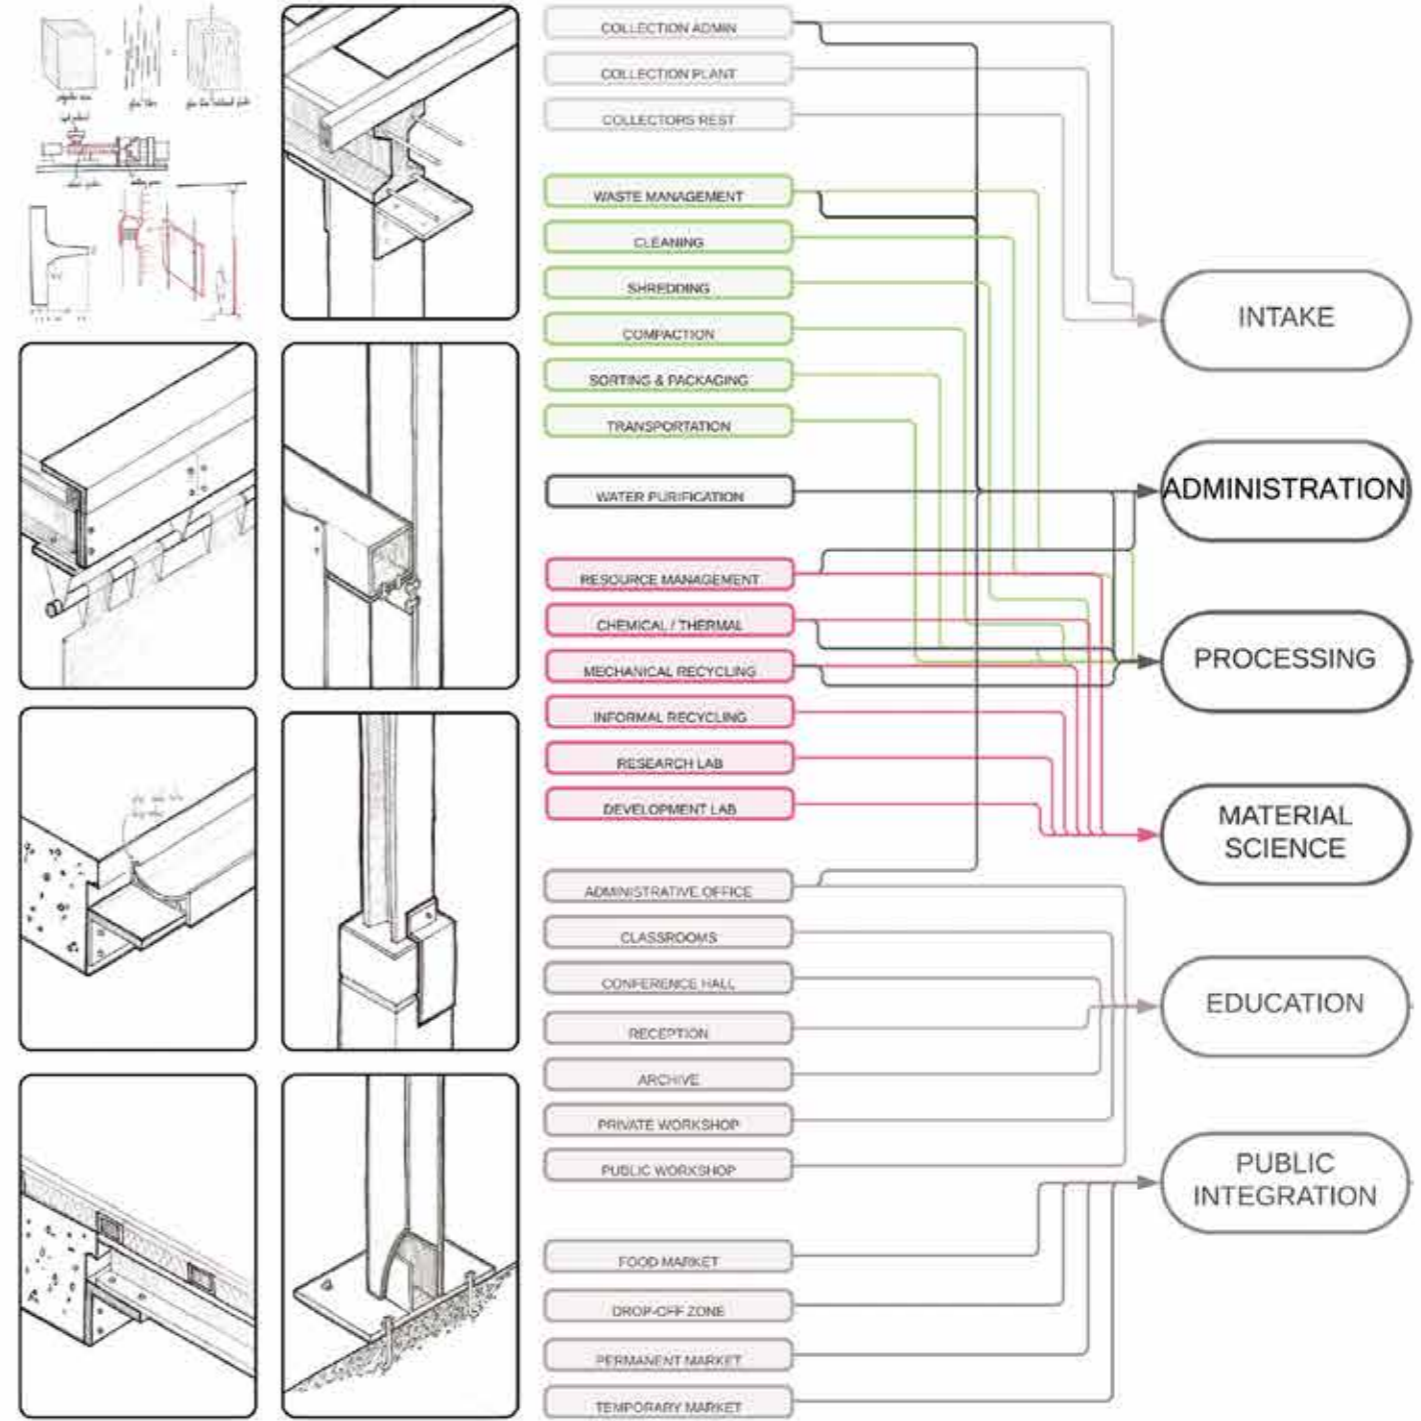 COLLECTION ADMIN
COLLECTION PLANT
COLLECTORS REST
WASTE MANAGEMENT
CLEANING
SHREDDING
COMPACTION
SORTING & PACKAGING
TRANSPORTATION
WATER PURIFICATION
RESOURCE MANAGEMENT
CHEMICAL / THERMAL
MECHANICAL RECYCLING
INFORMAL RECYCLING
RESEARCH LAB
DEVELOPMENT LAB
ADMINISTRATIVE OFFICE
CLASSROOMS
CONFERENCE HALL
RECEPTION
ARCHIVE
PRIVATE WORKSHOP
PUBLIC WORKSHOP
FOOD MARKET
DROP-OFF ZONE
PERMANENT MARKET
TEMPORARY MARKET
INTAKE
ADMINISTRATION
PROCESSING
MATERIAL
SCIENCE
EDUCATION
PUBLIC
INTEGRATION